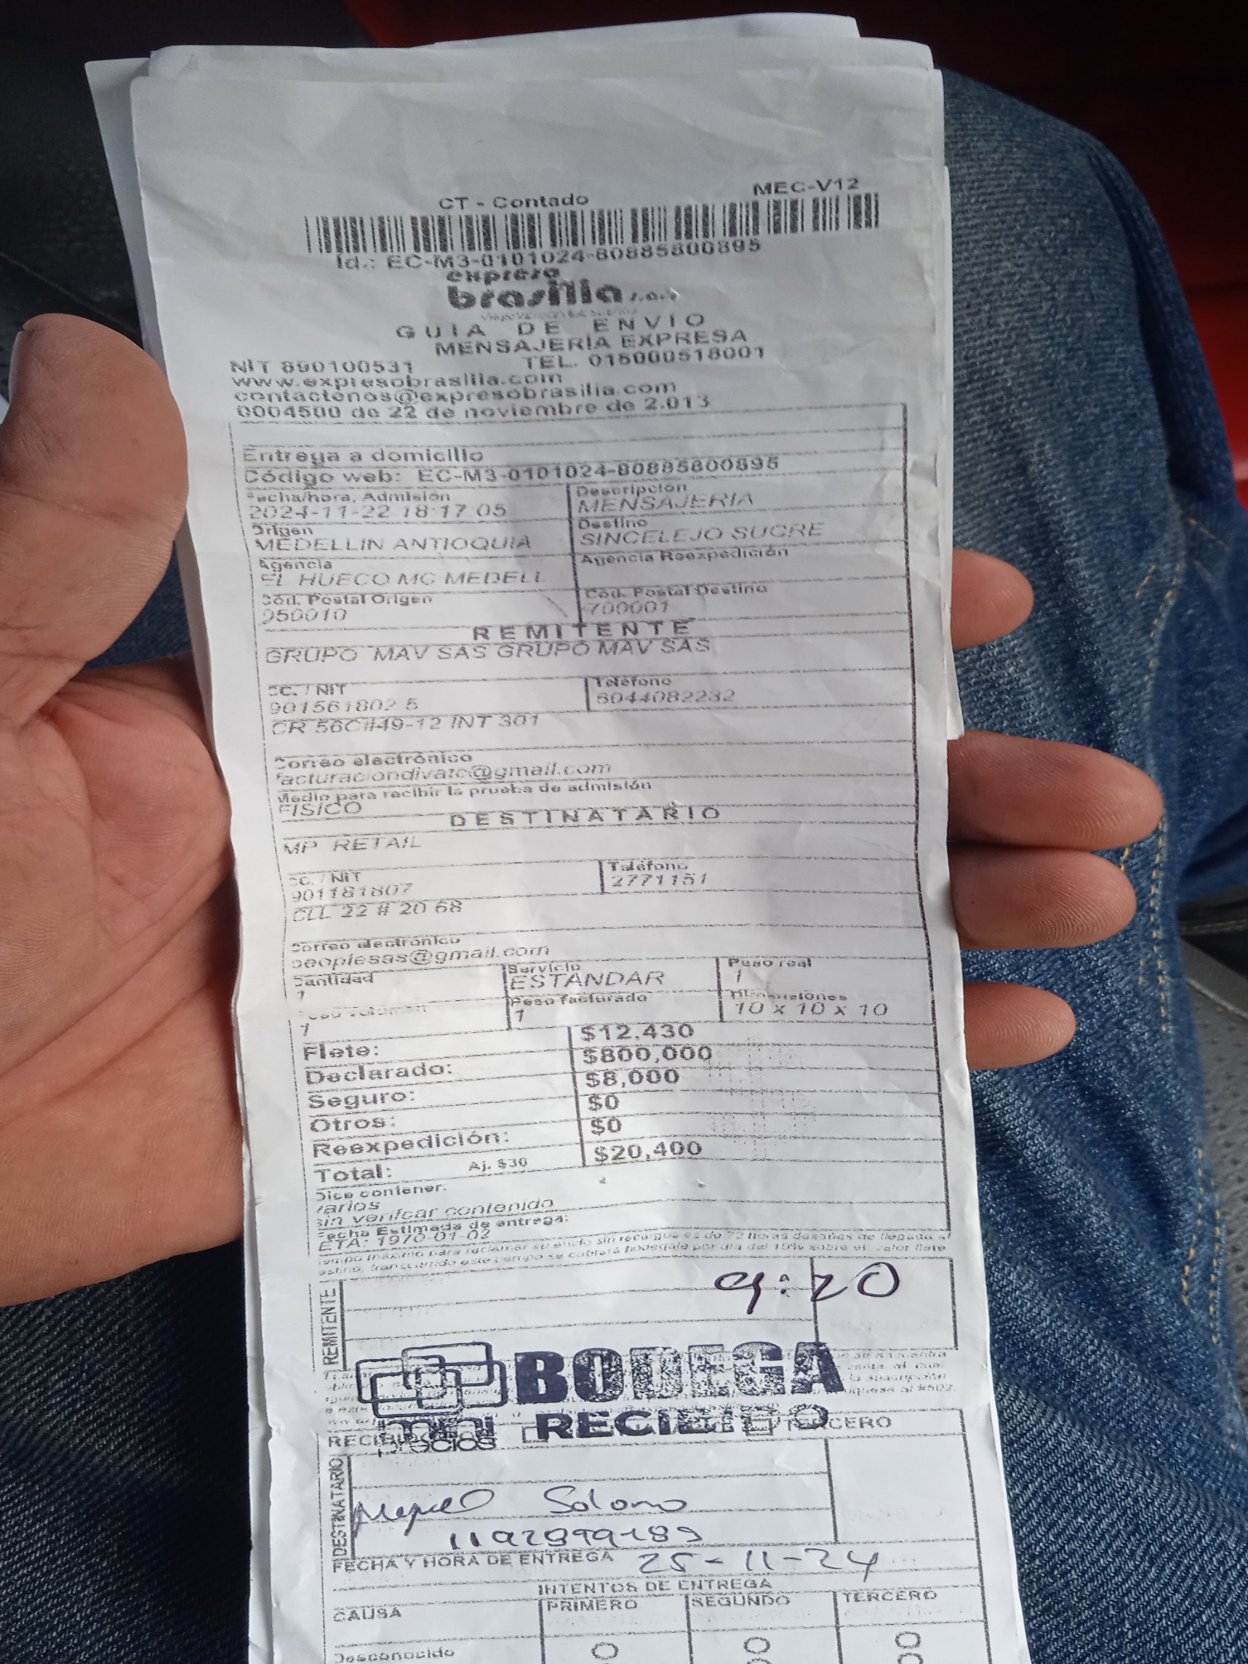 CT - Contado
MEC-V12
Id.: EC-M3-0101024-80885800895
expreso
brasilia s.a.
GUIA DE ENVIO
MENSAJERÍA EXPRESA
NIT 890100531 TEL. 018000518001
www.expresobrasilia.com
contactenos@expresobrasilia.com
0004500 de 22 de noviembre de 2.013
Entrega a domicilio
Código web: EC-M3-0101024-80885800895
Fecha/hora, Admisión Descripción
2024-11-22 18:17:05 MENSAJERIA
Origen Destino
MEDELLIN ANTIOQUIA SINCELEJO SUCRE
Agencia Agencia Reexpedición
EL HUECO MC MEDELL
Cód. Postal Origen Cód. Postal Destino
050010 700001
REMITENTE
GRUPO MAV SAS GRUPO MAV SAS
CC. / NIT Teléfono
901561802 5 6044082232
CR 56C#49-12 INT 301
Correo electrónico
facturaciondivatc@gmail.com
Medio para recibir la prueba de admisión
FISICO
DESTINATARIO
MP RETAIL
CC. / NIT Teléfono
901181807 2771151
CLL 22 # 20 68
Correo electrónico
peoplesas@gmail.com
Cantidad Servicio Peso real
1 ESTANDAR 1
Peso volumen Peso facturado Dimensiones
1 1 10 x 10 x 10
Flete: $12.430
Declarado: $800,000
Seguro: $8,000
Otros: $0
Reexpedición: $0
Total: Aj. $30 $20,400
Dice contener:
varios
sin verifcar contenido
Fecha Estimada de entrega:
ETA: 1970-01-02
REMITENTE
9:20
BODEGA
mini precios
RECIBIDO
TERCERO
DESTINATARIO
Solano
FECHA Y HORA DE ENTREGA 25-11-24
INTENTOS DE ENTREGA
CAUSA PRIMERO SEGUNDO TERCERO
Desconocido